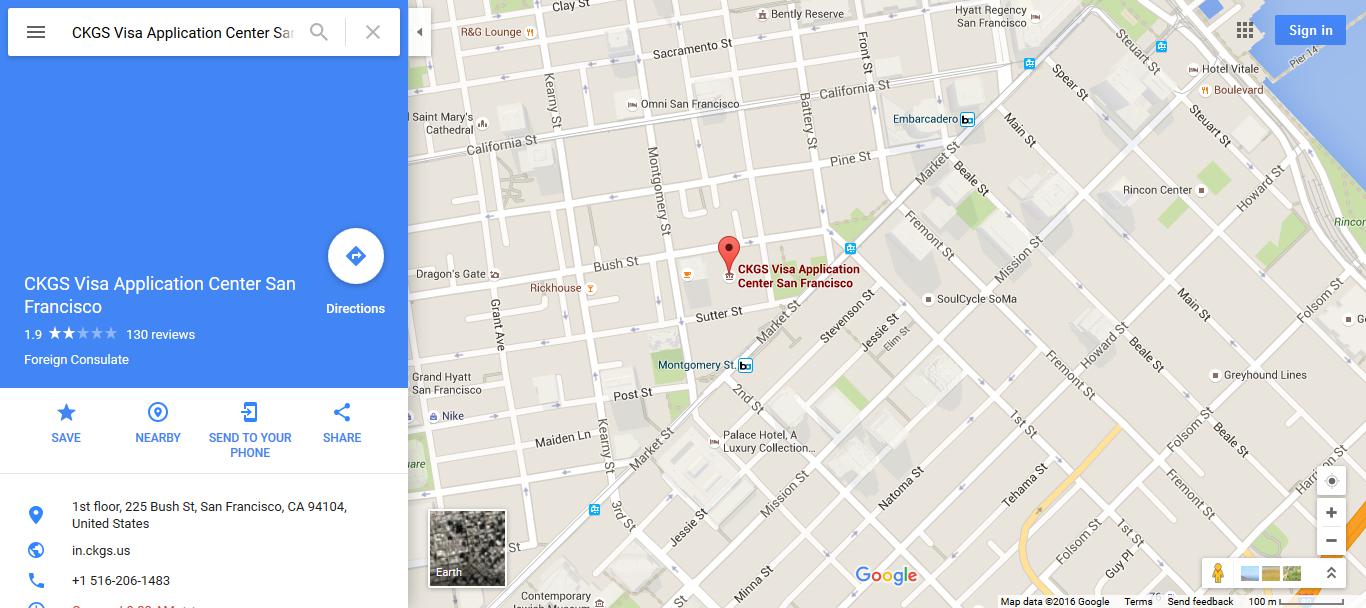 CKGS Visa Application Center Sa
CKGS Visa Application Center San
Francisco
1.9
130 reviews
Foreign Consulate
Directions
SAVE
NEARBY
SEND TO YOUR
PHONE
SHARE
1st floor, 225 Bush St, San Francisco, CA 94104,
United States
in.ckgs.us
+1 516-206-1483
Sign in
Clay St
Bently Reserve
Hyatt Regency
San Francisco
R&G Lounge
Sacramento St
Front St
Steuart St
Pier 14
Hotel Vitale
Boulevard
Spear St
Kearny St
Omni San Francisco
California St
Battery St
Saint Mary's
Cathedral
California St
Embarcadero
Main St
Steuart St
Pine St
Market St
Beale St
Montgomery St
Rincon Center
Howard St
Rincor
Fremont St
Mission St
Bush St
Dragon's Gate
Rickhouse
CKGS Visa Application
Center San Francisco
SoulCycle SoMa
Main St
Folsom St
Grant Ave
Sutter St
Market St
Stevenson St
Jessie St
Elim St
Howard St
Beale St
Montgomery St.
Fremont St
Greyhound Lines
Grand Hyatt
San Francisco
Post St
2nd St
Nike
1st St
Folsom St
Beale St
Maiden Ln
Kearny St
Market St
Palace Hotel, A
Luxury Collection...
uare
Mission St
Natoma St
Tehama St
Fremont St
Harri
3rd St
Jessie St
St
Folsom St
1st St
Guy Pl
Minna St
Earth
Google
Contemporary
Jewish Museum
Map data ©2016 Google
Terms
Send feedback
100 m